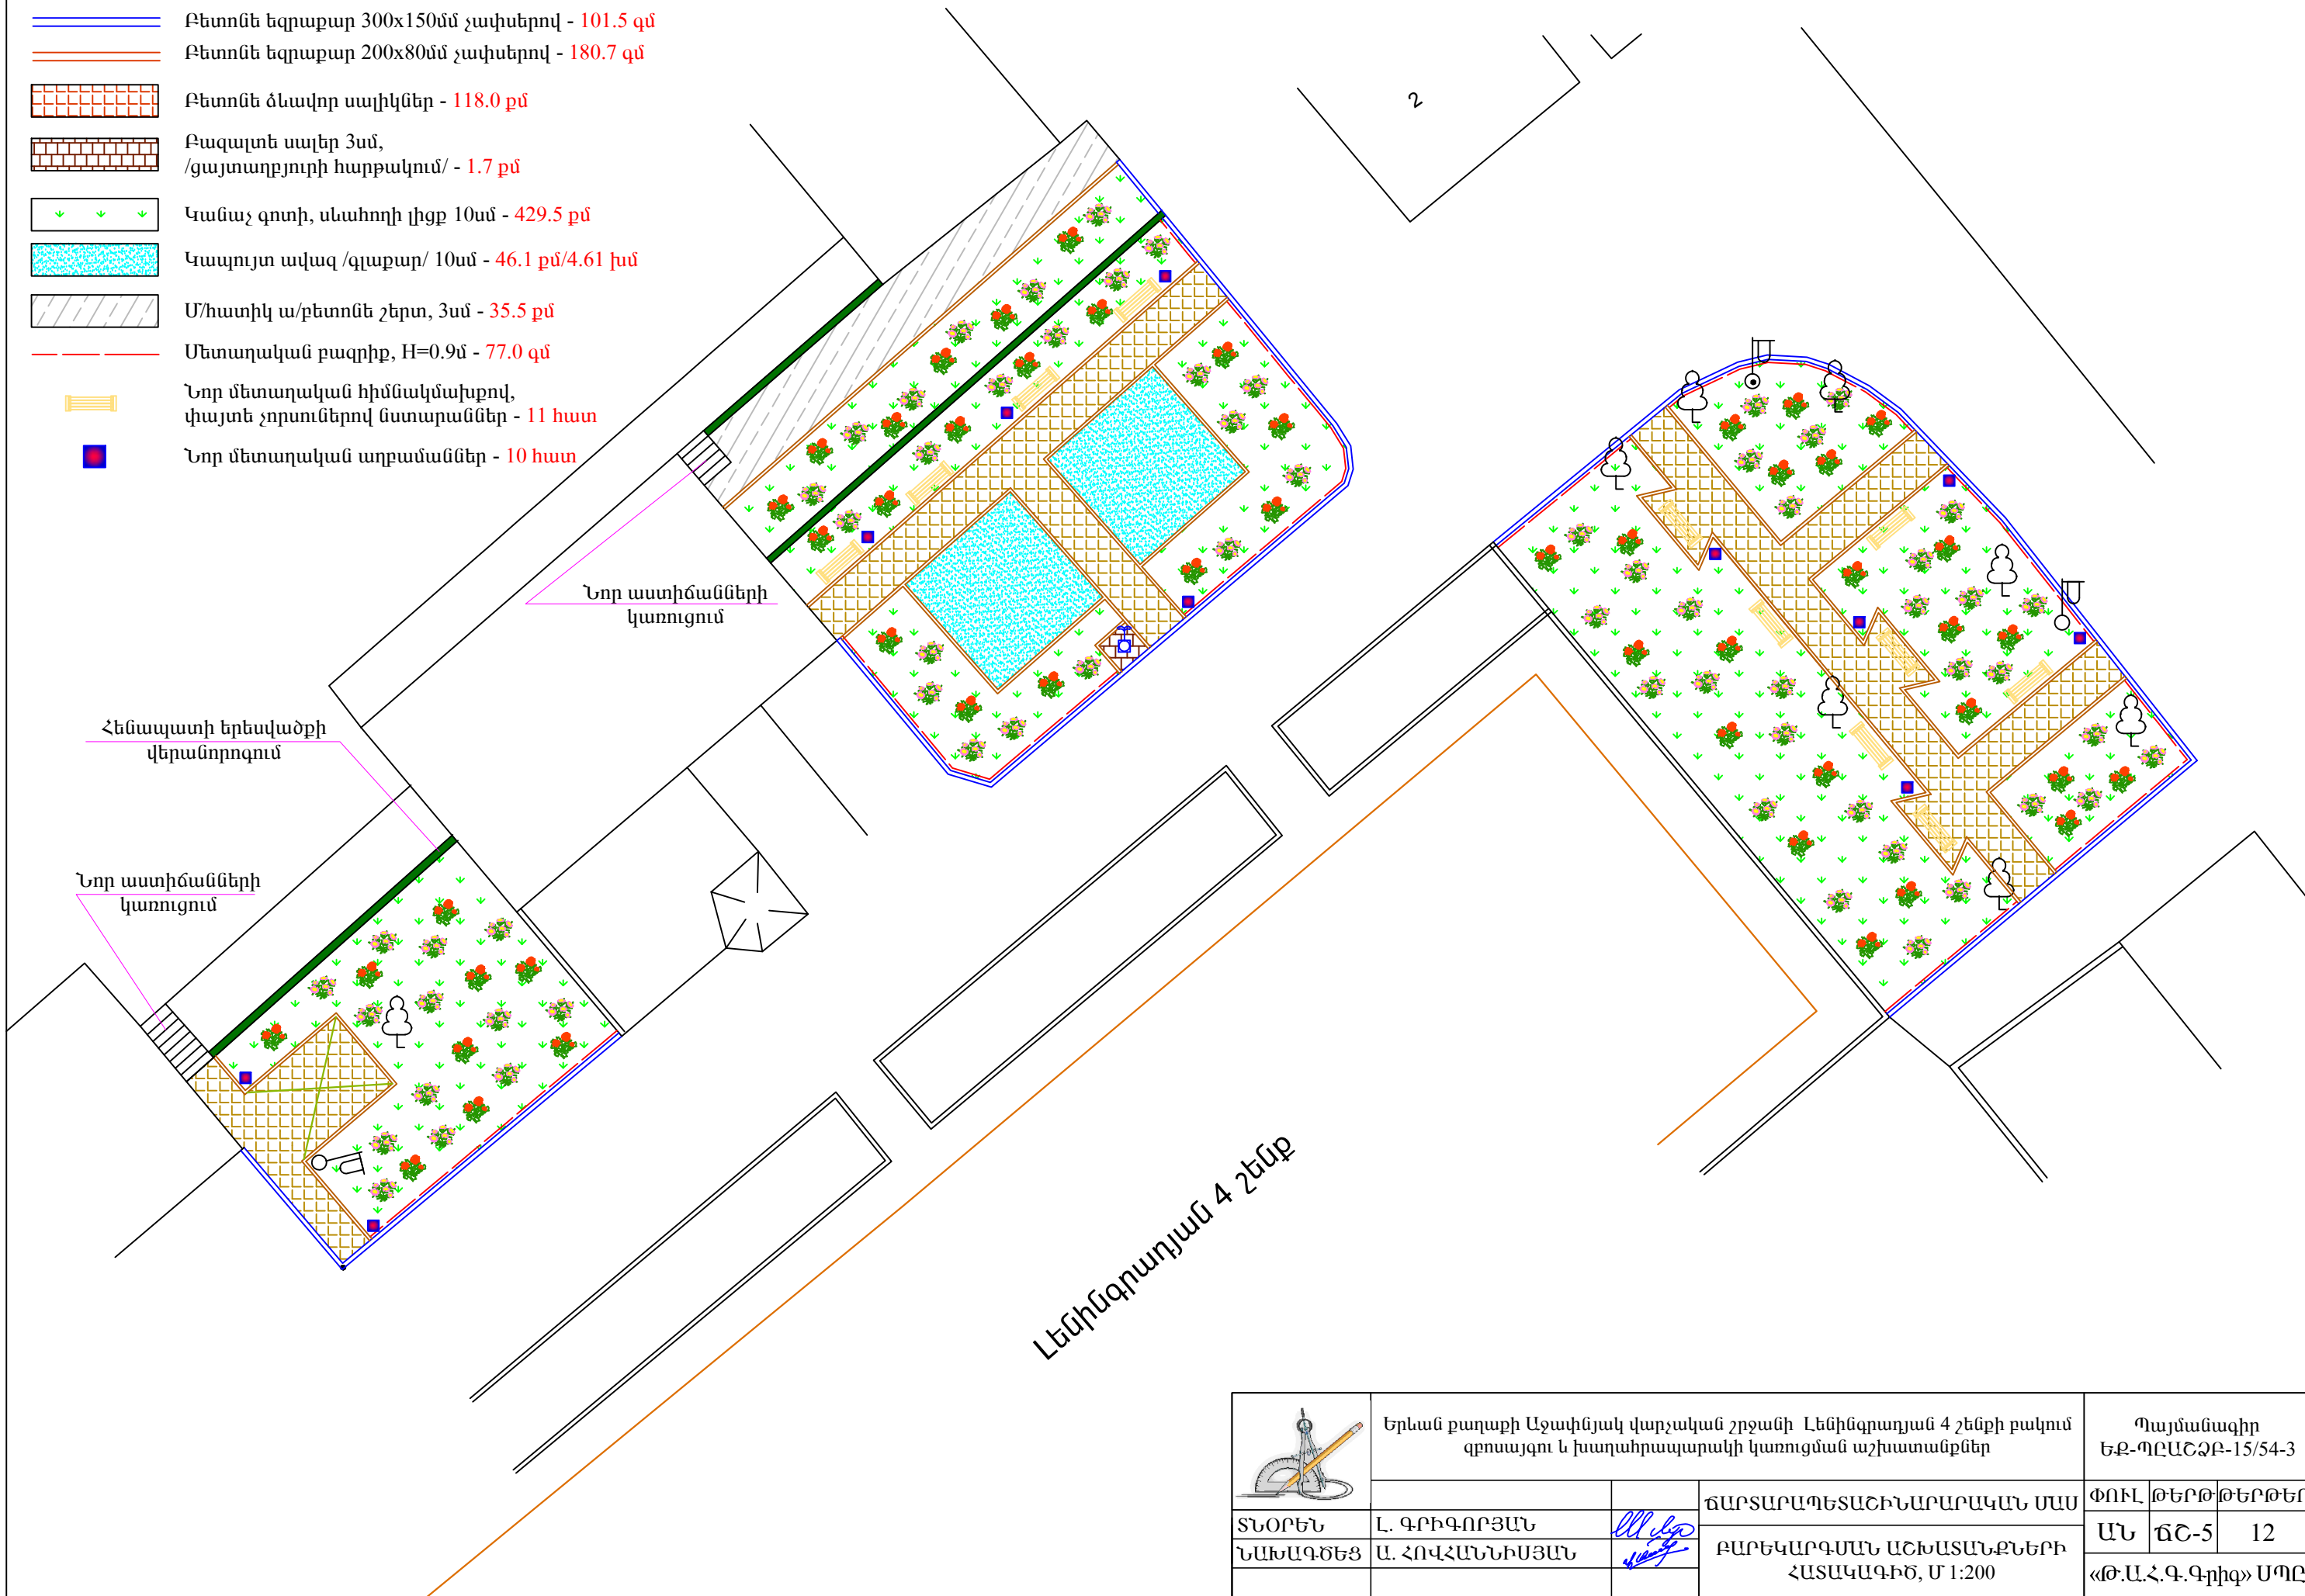 Բետոնե եզրաքար 300x150մմ չափսերով - 101.5 գմ
Բետոնե եզրաքար 200x80մմ չափսերով - 180.7 գմ
Բետոնե ձևավոր սալիկներ - 118.0 քմ
Բազալտե սալեր 3սմ,
/ցայտաղբյուրի հարթակում/ - 1.7 քմ
Կանաչ գոտի, սևահողի լիցք 10սմ - 429.5 քմ
Կապույտ ավազ /գլաքար/ 10սմ - 46.1 քմ/4.61 խմ
Մ/հատիկ ա/բետոնե շերտ, 3սմ - 35.5 քմ
Մետաղական բազրիք, H=0.9մ - 77.0 գմ
Նոր մետաղական հիմնակմախքով,
փայտե չորսուներով նստարաններ - 11 հատ
Նոր մետաղական աղբամաններ - 10 հատ
2
Նոր աստիճանների
կառուցում
Հենապատի երեսվածքի
վերանորոգում
Նոր աստիճանների
կառուցում
Լենինգրադյան 4 շենք
Երևան քաղաքի Աջափնյակ վարչական շրջանի Լենինգրադյան 4 շենքի բակում
զբոսայգու և խաղահրապարակի կառուցման աշխատանքներ
Պայմանագիր
ԵՔ-ՊԸԱՇՁԲ-15/54-3
ՃԱՐՏԱՐԱՊԵՏԱՇԻՆԱՐԱՐԱԿԱՆ ՄԱՍ
ՓՈՒԼ ԹԵՐԹ ԹԵՐԹԵՐ
ՏՆՕՐԵՆ Լ. ԳՐԻԳՈՐՅԱՆ
ԱՆ ՃՇ-5 12
ՆԱԽԱԳԾԵՑ Ա. ՀՈՎՀԱՆՆԻՍՅԱՆ
ԲԱՐԵԿԱՐԳՄԱՆ ԱՇԽԱՏԱՆՔՆԵՐԻ
ՀԱՏԱԿԱԳԻԾ, Մ 1:200
«Թ.Ա.Հ.Գ.Գրիգ» ՍՊԸ